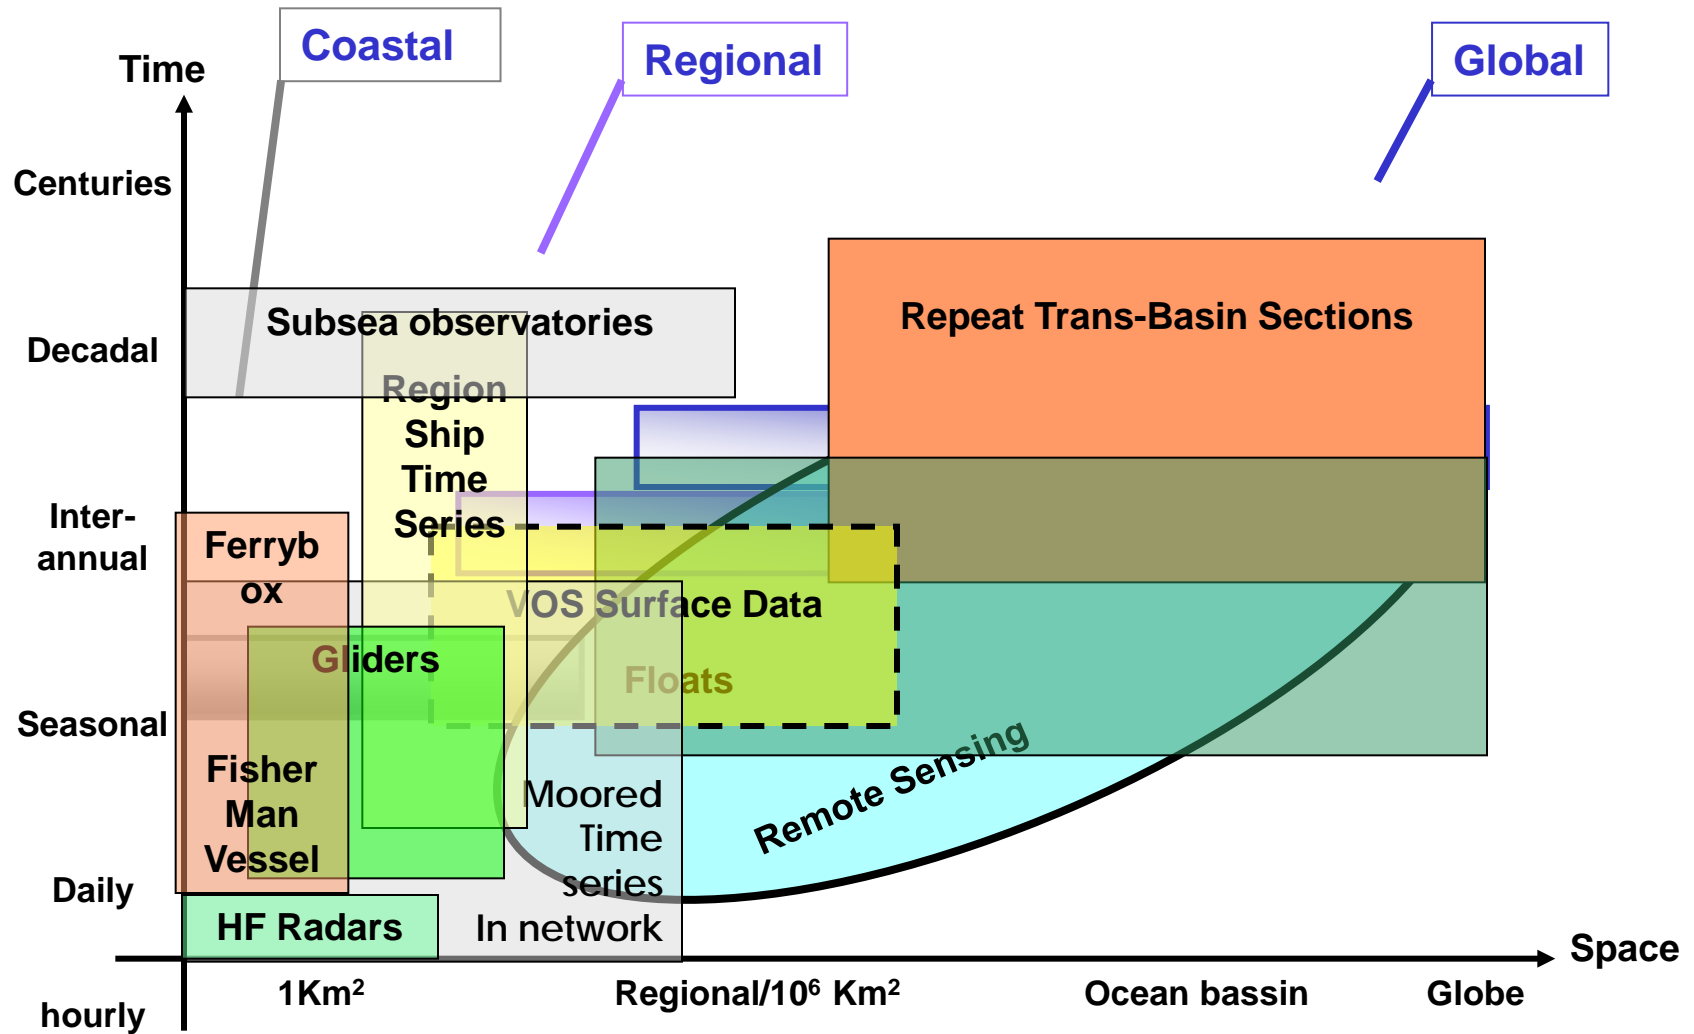 Coastal
Regional
Global
Time
Centuries
Decadal
Inter-
annual
Seasonal
Daily
hourly
Subsea observatories
Repeat Trans-Basin Sections
Region
Ship
Time
Series
Ferryb
ox
VOS Surface Data
Gliders
Floats
Fisher
Man
Vessel
Moored
Time
series
In network
Remote Sensing
HF Radars
Space
1Km²
Regional/10⁶ Km²
Ocean bassin
Globe